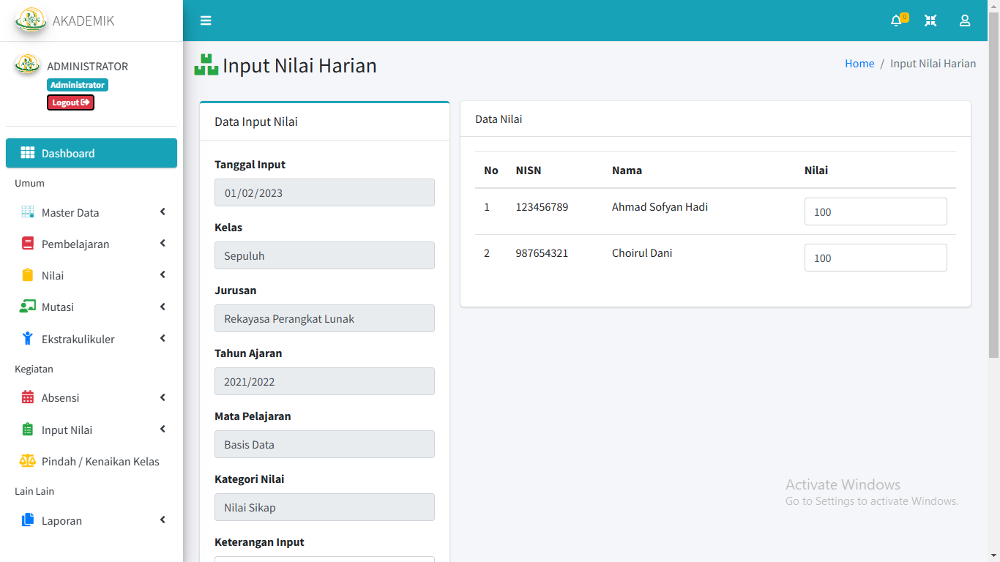 AKADEMIK
0
ADMINISTRATOR
Administrator
Logout
Dashboard
Umum
Master Data
Pembelajaran
Nilai
Mutasi
Ekstrakulikuler
Kegiatan
Absensi
Input Nilai
Pindah / Kenaikan Kelas
Lain Lain
Laporan
Input Nilai Harian
Home / Input Nilai Harian
Data Input Nilai
Tanggal Input
01/02/2023
Kelas
Sepuluh
Jurusan
Rekayasa Perangkat Lunak
Tahun Ajaran
2021/2022
Mata Pelajaran
Basis Data
Kategori Nilai
Nilai Sikap
Keterangan Input
Data Nilai
No NISN Nama Nilai
1 123456789 Ahmad Sofyan Hadi 100
2 987654321 Choirul Dani 100
Activate Windows
Go to Settings to activate Windows.